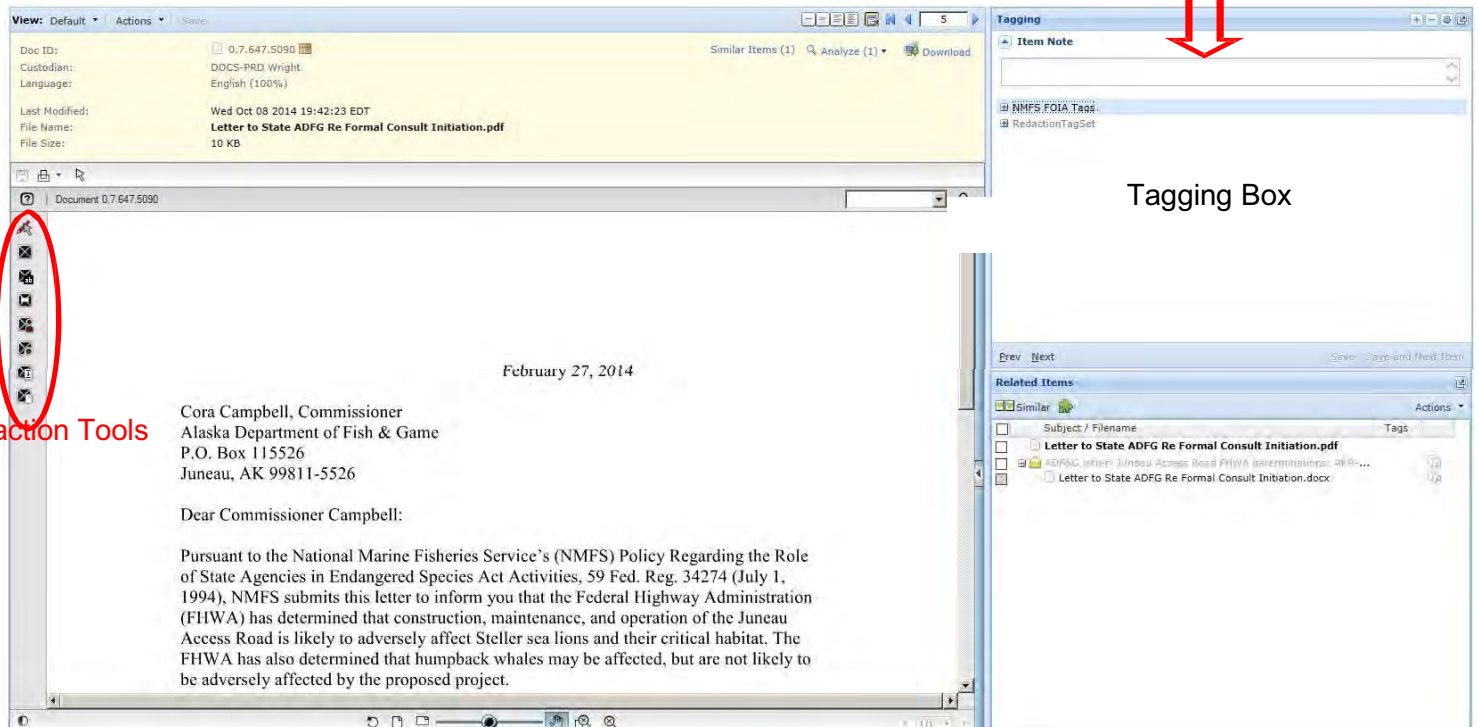 View: Default Actions Save 5
Doc ID: 0.7.647.5090 Similar Items (1) Analyze (1) Download
Custodian: DOCS-PRD Wright
Language: English (100%)
Last Modified: Wed Oct 08 2014 19:42:23 EDT
File Name: Letter to State ADFG Re Formal Consult Initiation.pdf
File Size: 10 KB
Document 0.7.647.5090
February 27, 2014
Cora Campbell, Commissioner
Alaska Department of Fish & Game
P.O. Box 115526
Juneau, AK 99811-5526
Dear Commissioner Campbell:
Pursuant to the National Marine Fisheries Service's (NMFS) Policy Regarding the Role
of State Agencies in Endangered Species Act Activities, 59 Fed. Reg. 34274 (July 1,
1994), NMFS submits this letter to inform you that the Federal Highway Administration
(FHWA) has determined that construction, maintenance, and operation of the Juneau
Access Road is likely to adversely affect Steller sea lions and their critical habitat. The
FHWA has also determined that humpback whales may be affected, but are not likely to
be adversely affected by the proposed project.
action Tools
Tagging
Item Note
NMFS FOIA Tags
RedactionTagSet
Tagging Box
Prev Next Save Save and Next Item
Related Items
Similar Actions
Subject / Filename Tags
Letter to State ADFG Re Formal Consult Initiation.pdf
ADF&G letter: Juneau Access Road FHWA determinations:
Letter to State ADFG Re Formal Consult Initiation.docx